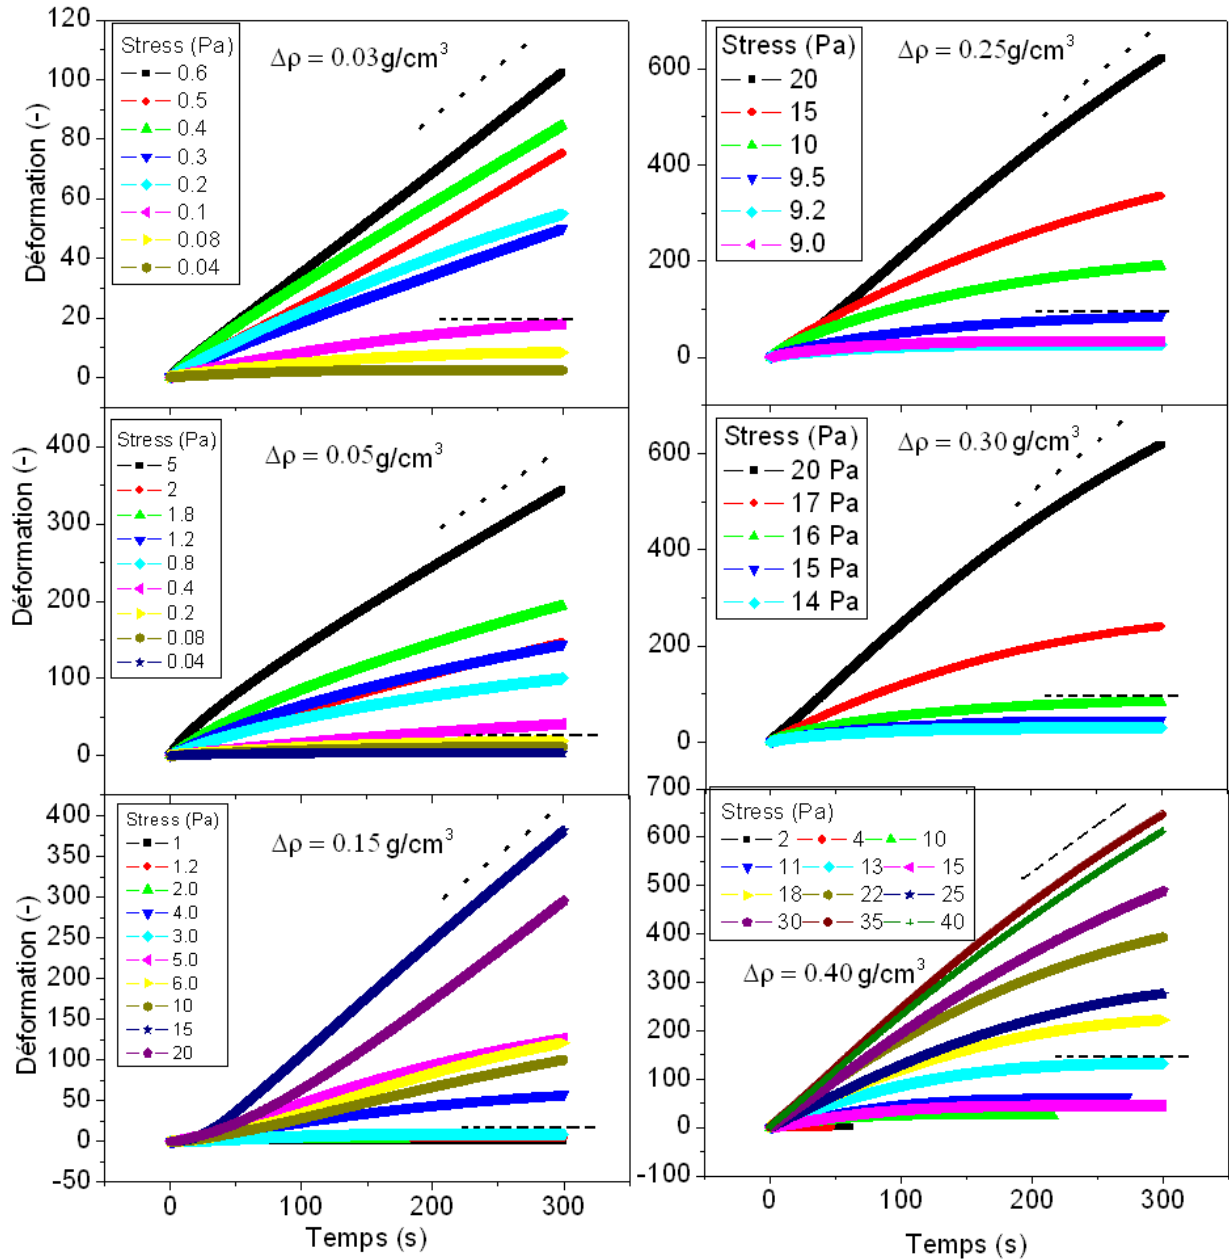 120
100
80
60
40
20
0
Déformation (-)
Stress (Pa)
0.6
0.5
0.4
0.3
0.2
0.1
0.08
0.04
Δρ = 0.03g/cm³
600
400
200
0
Stress (Pa)
20
15
10
9.5
9.2
9.0
Δρ = 0.25g/cm³
400
300
200
100
0
Déformation (-)
Stress (Pa)
5
2
1.8
1.2
0.8
0.4
0.2
0.08
0.04
Δρ = 0.05g/cm³
600
400
200
0
Stress (Pa)
20 Pa
17 Pa
16 Pa
15 Pa
14 Pa
Δρ = 0.30 g/cm³
400
350
300
250
200
150
100
50
0
-50
Déformation (-)
Stress (Pa)
1
1.2
2.0
4.0
3.0
5.0
6.0
10
15
20
Δρ = 0.15 g/cm³
0 100 200 300
Temps (s)
700
600
500
400
300
200
100
0
-100
Stress (Pa)
2 4 10
11 13 15
18 22 25
30 35 40
Δρ = 0.40 g/cm³
0 100 200 300
Temps (s)